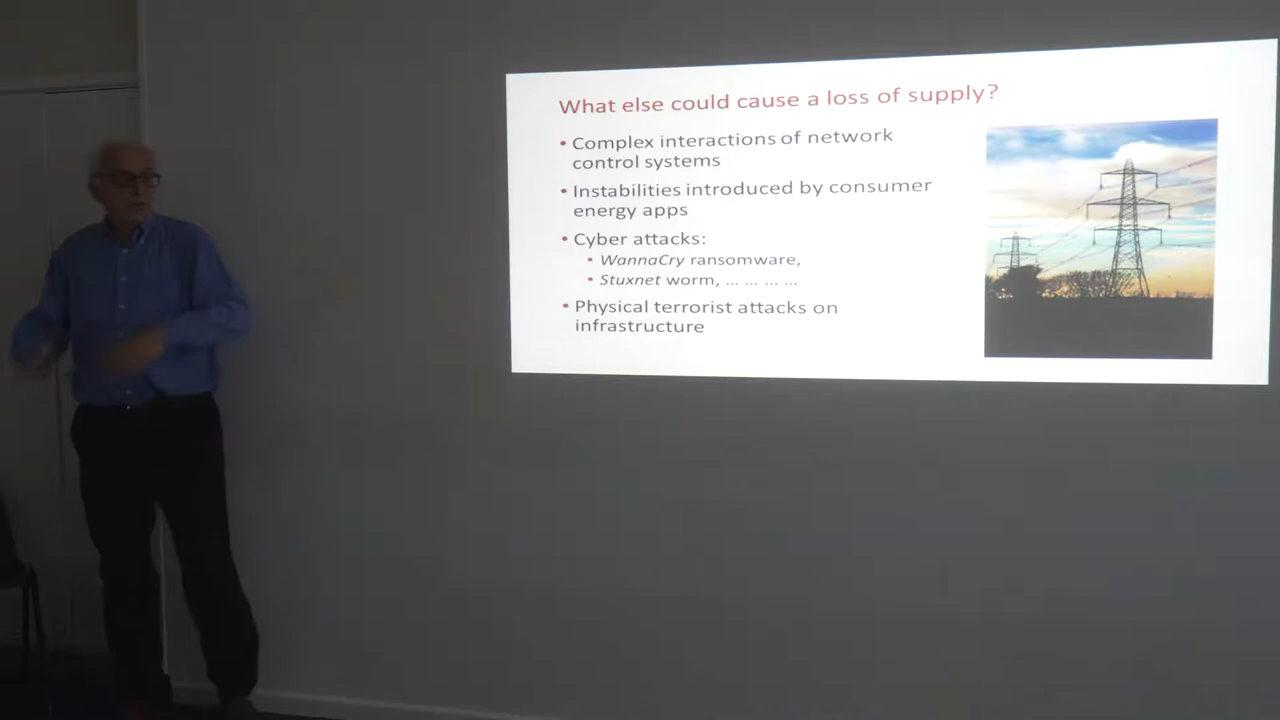 What else could cause a loss of supply?
• Complex interactions of network
control systems
• Instabilities introduced by consumer
energy apps
• Cyber attacks:
• WannaCry ransomware,
• Stuxnet worm, … … … …
• Physical terrorist attacks on
infrastructure